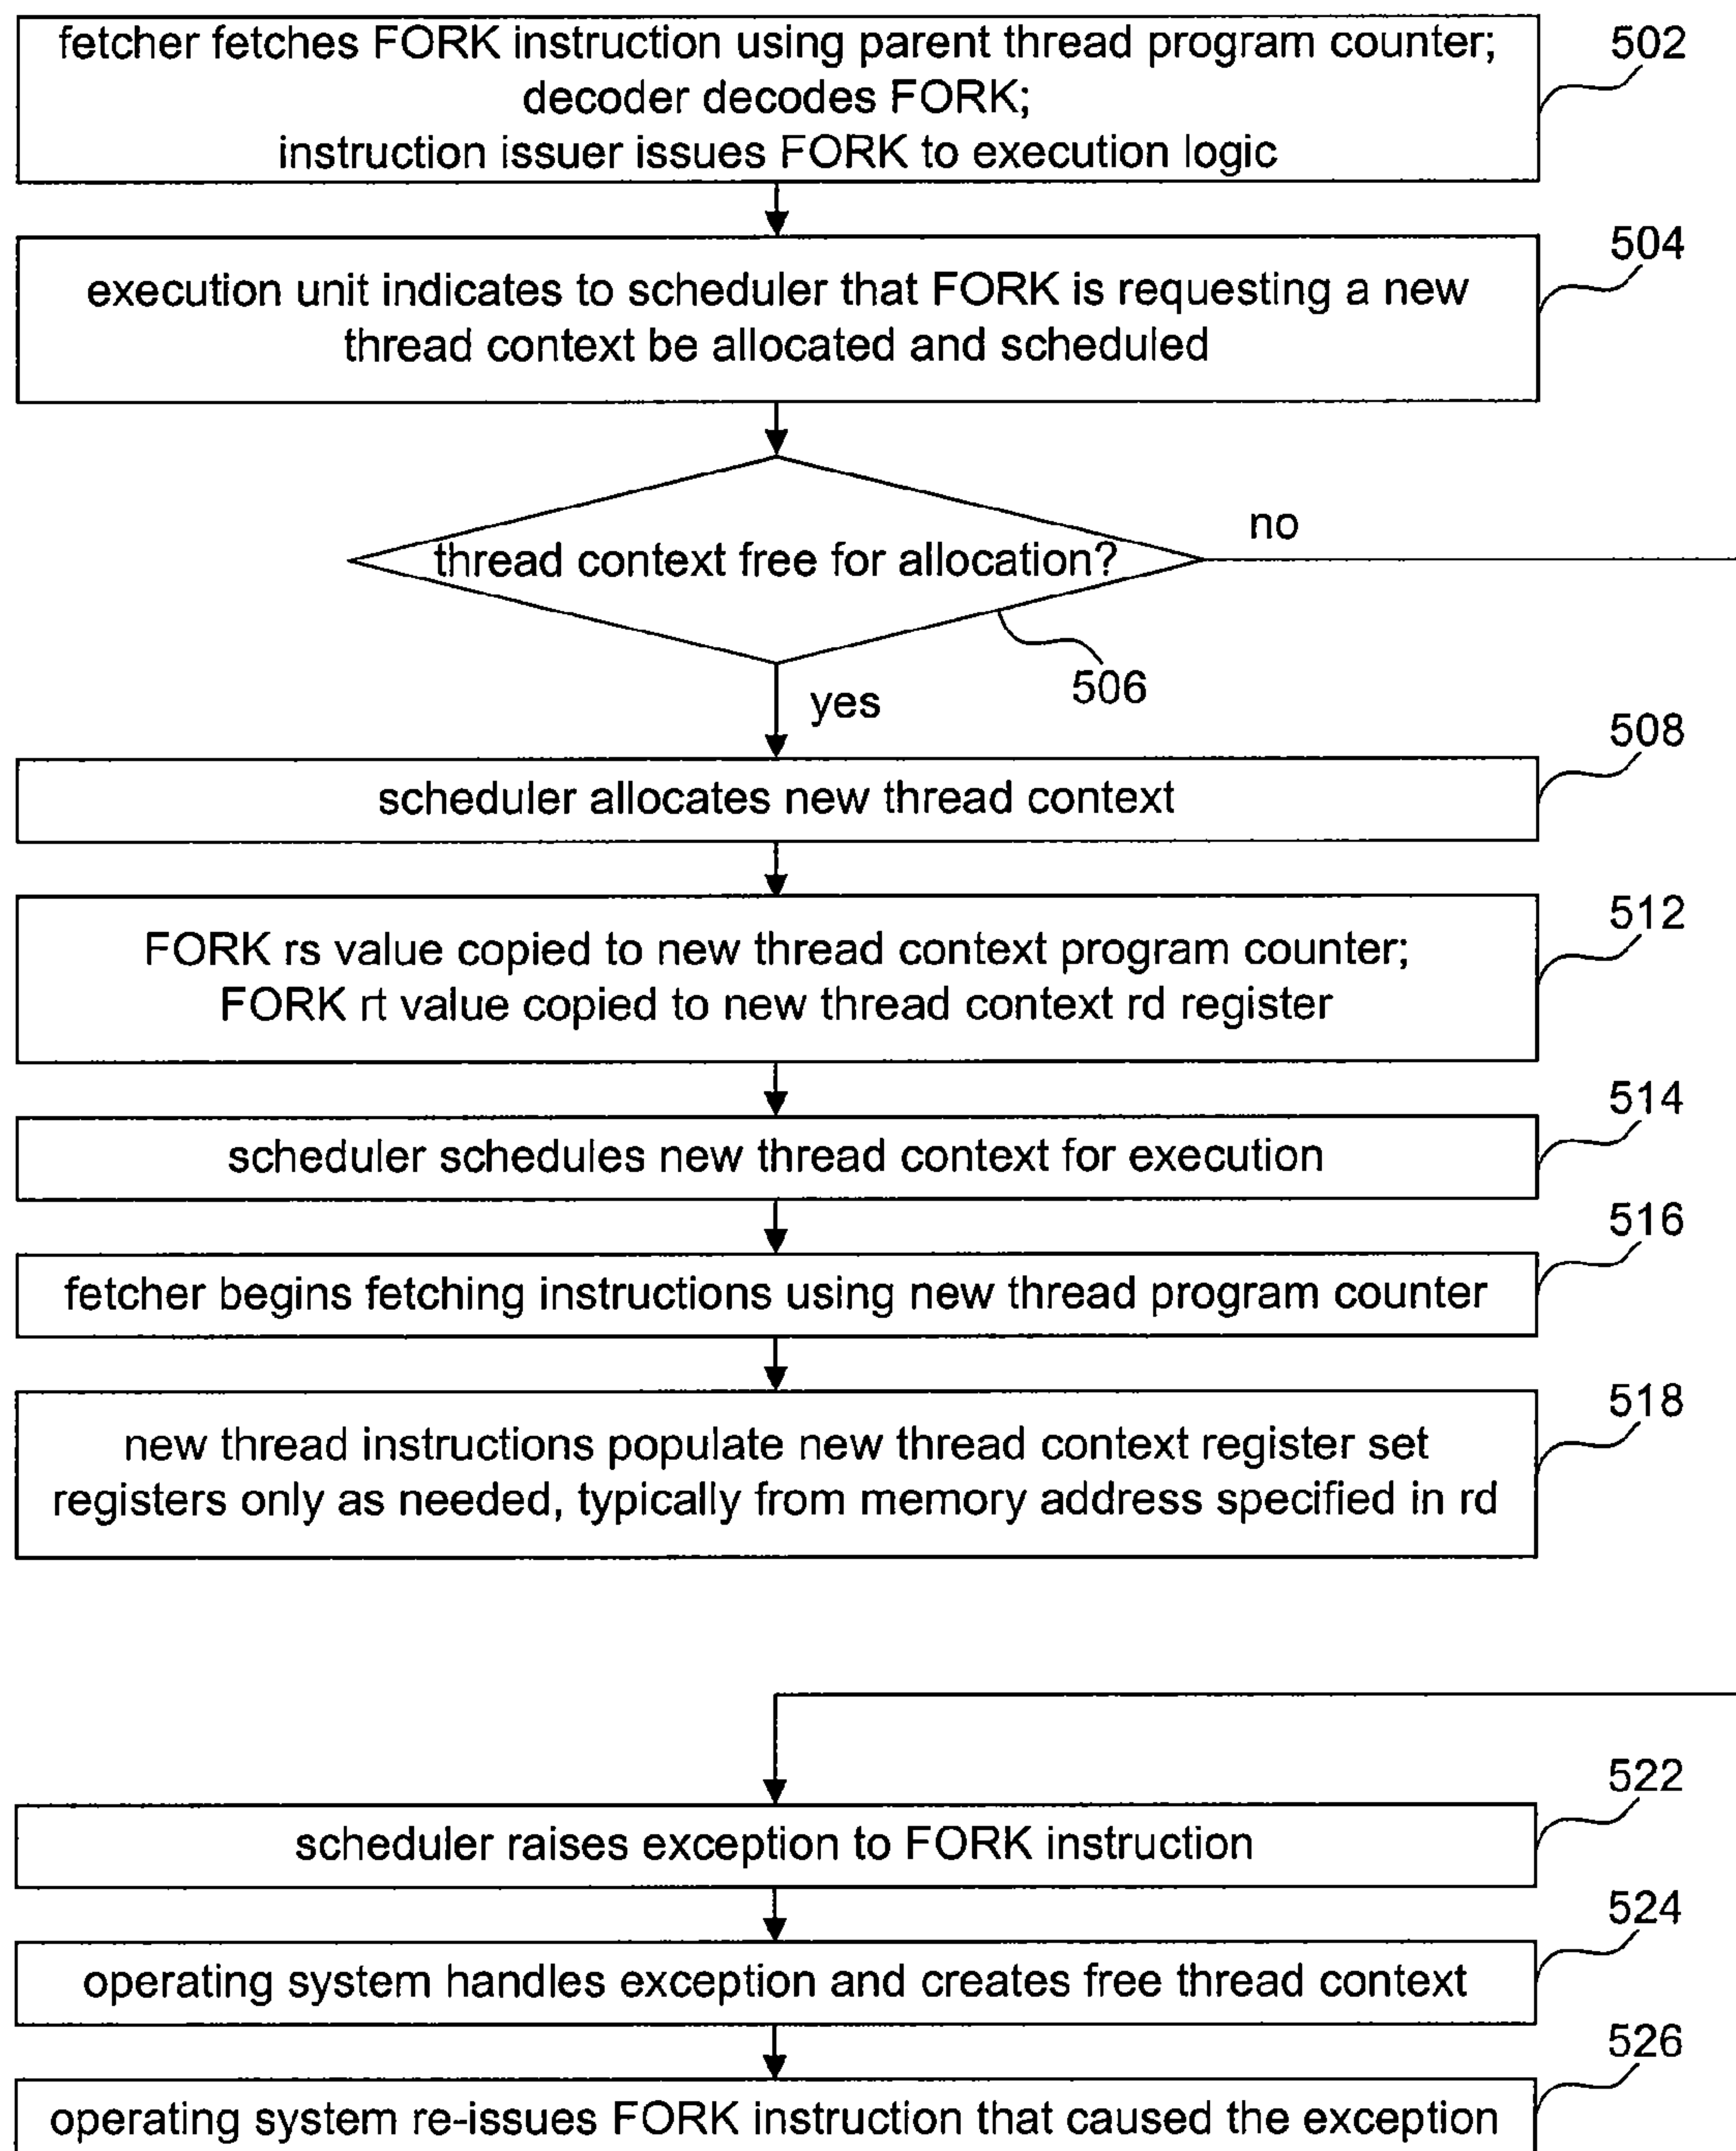 fetcher fetches FORK instruction using parent thread program counter;
decoder decodes FORK;
instruction issuer issues FORK to execution logic
502
execution unit indicates to scheduler that FORK is requesting a new
thread context be allocated and scheduled
504
thread context free for allocation?
no
506
yes
scheduler allocates new thread context
508
FORK rs value copied to new thread context program counter;
FORK rt value copied to new thread context rd register
512
scheduler schedules new thread context for execution
514
fetcher begins fetching instructions using new thread program counter
516
new thread instructions populate new thread context register set
registers only as needed, typically from memory address specified in rd
518
scheduler raises exception to FORK instruction
522
operating system handles exception and creates free thread context
524
operating system re-issues FORK instruction that caused the exception
526